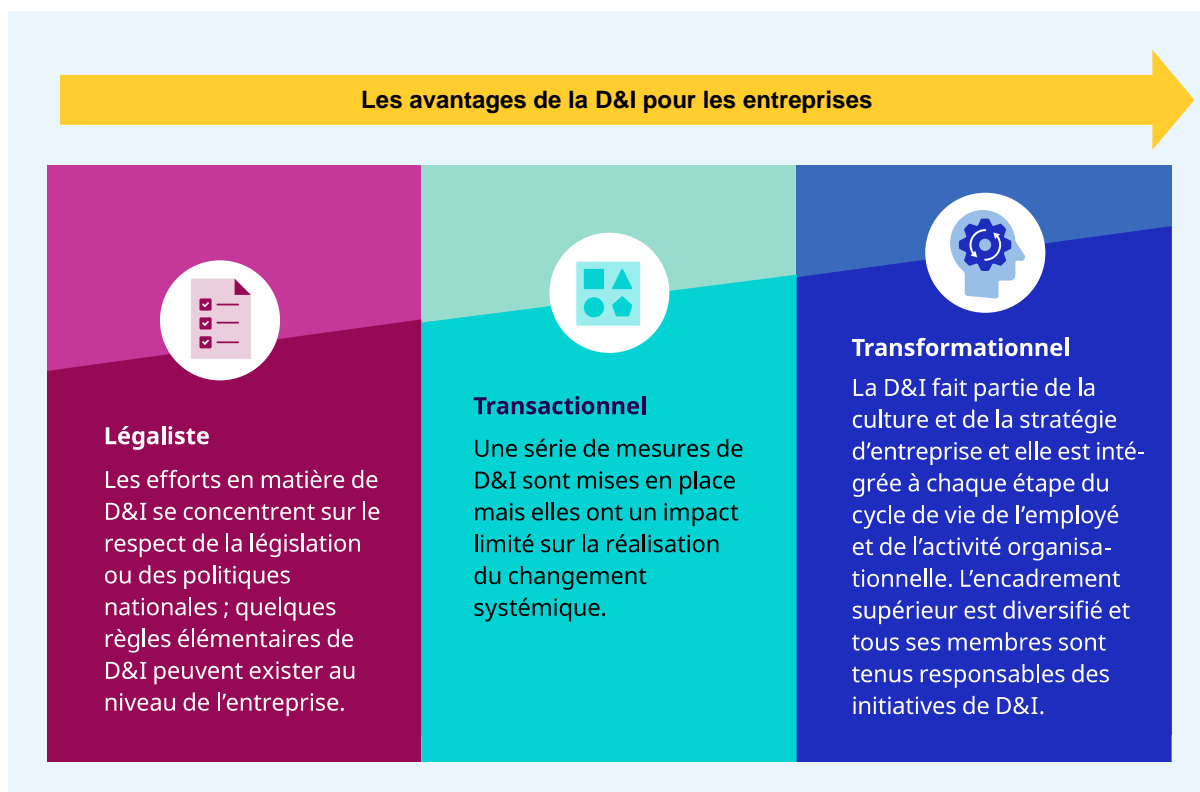 Les avantages de la D&I pour les entreprises
Légaliste
Les efforts en matière de
D&I se concentrent sur le
respect de la législation
ou des politiques
nationales ; quelques
règles élémentaires de
D&I peuvent exister au
niveau de l’entreprise.
Transactionnel
Une série de mesures de
D&I sont mises en place
mais elles ont un impact
limité sur la réalisation
du changement
systémique.
Transformationnel
La D&I fait partie de la
culture et de la stratégie
d’entreprise et elle est inté-
grée à chaque étape du
cycle de vie de l’employé
et de l’activité organisa-
tionnelle. L’encadrement
supérieur est diversifié et
tous ses membres sont
tenus responsables des
initiatives de D&I.